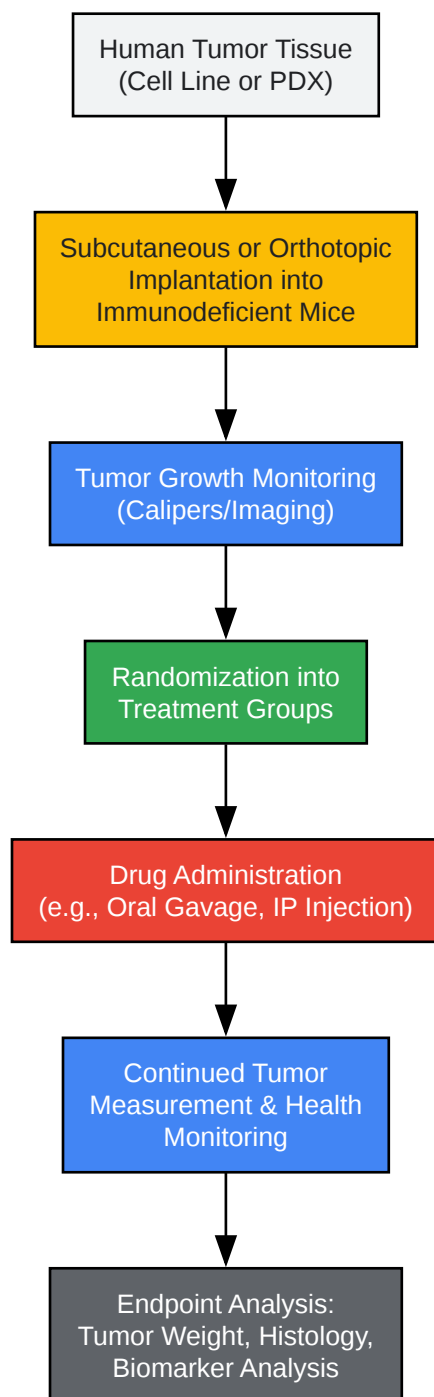 Human Tumor Tissue
(Cell Line or PDX)
Subcutaneous or Orthotopic
Implantation into
Immunodeficient Mice
Tumor Growth Monitoring
(Calipers/Imaging)
Randomization into
Treatment Groups
Drug Administration
(e.g., Oral Gavage, IP Injection)
Continued Tumor
Measurement & Health
Monitoring
Endpoint Analysis:
Tumor Weight, Histology,
Biomarker Analysis